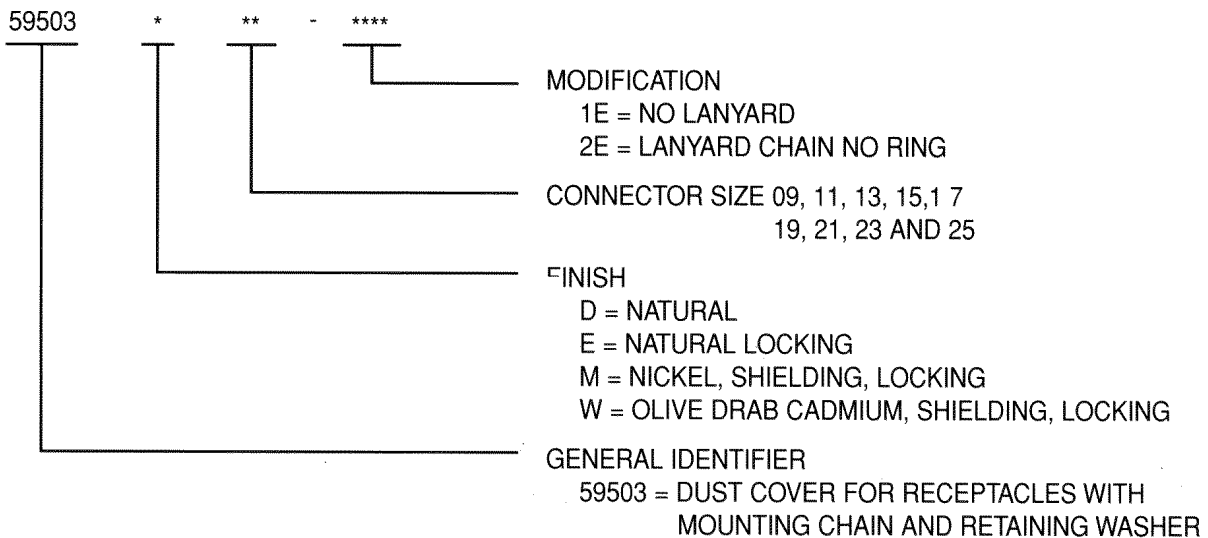 59503 * ** - ****
MODIFICATION
1E = NO LANYARD
2E = LANYARD CHAIN NO RING
CONNECTOR SIZE 09, 11, 13, 15,1 7
19, 21, 23 AND 25
FINISH
D = NATURAL
E = NATURAL LOCKING
M = NICKEL, SHIELDING, LOCKING
W = OLIVE DRAB CADMIUM, SHIELDING, LOCKING
GENERAL IDENTIFIER
59503 = DUST COVER FOR RECEPTACLES WITH
MOUNTING CHAIN AND RETAINING WASHER